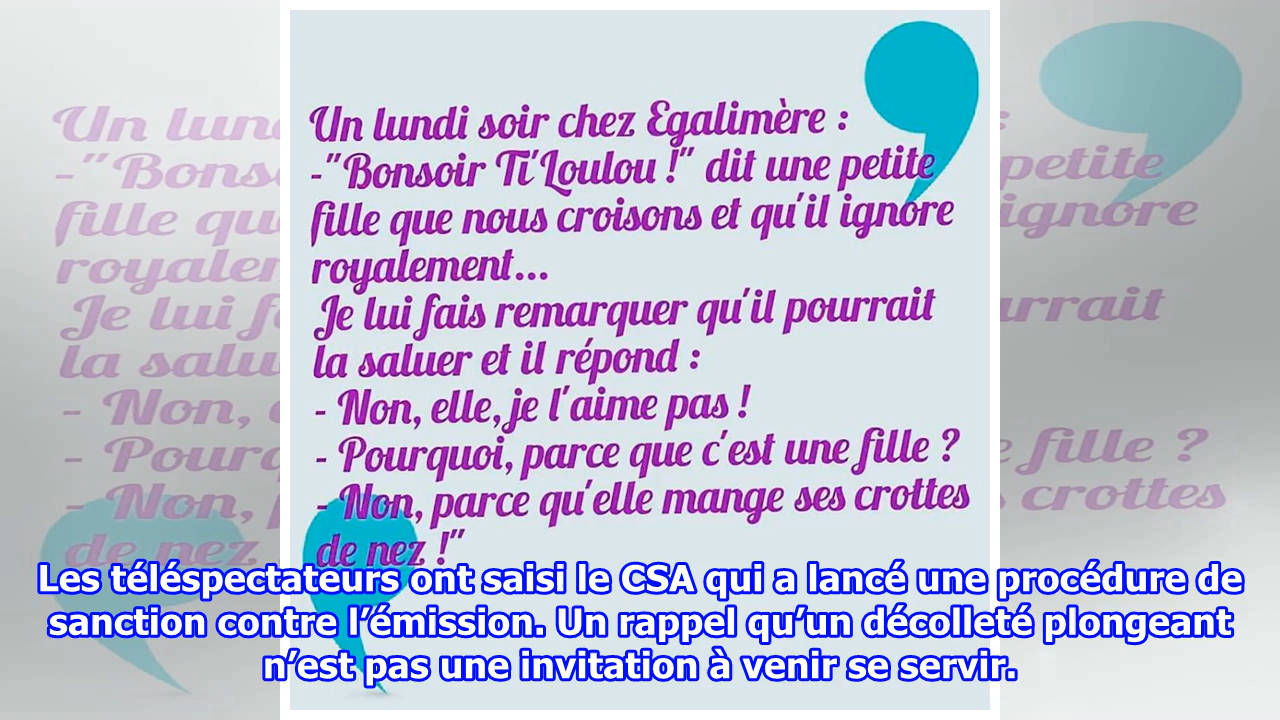 Un lundi soir chez Egalimère :
-"Bonsoir Ti'Loulou !" dit une petite
fille que nous croisons et qu'il ignore
royalement...
Je lui fais remarquer qu'il pourrait
la saluer et il répond :
- Non, elle, je l'aime pas !
- Pourquoi, parce que c'est une fille ?
- Non, parce qu'elle mange ses crottes
de nez !"
Les téléspectateurs ont saisi le CSA qui a lancé une procédure de
sanction contre l’émission. Un rappel qu’un décolleté plongeant
n’est pas une invitation à venir se servir.